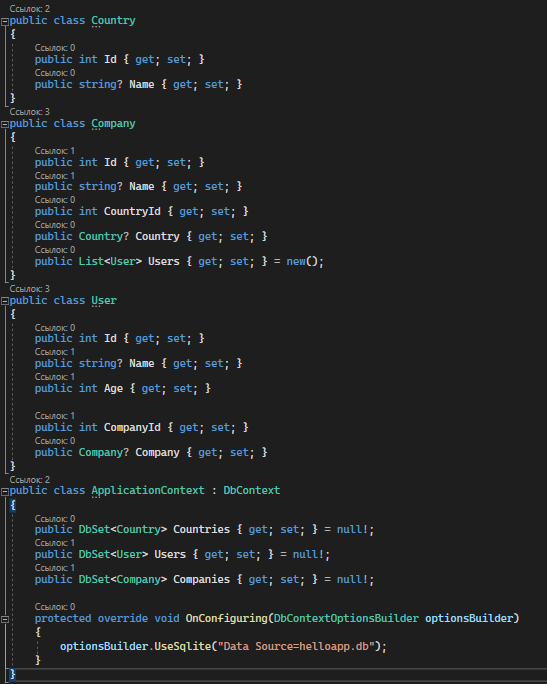 Ссылок: 2
public class Country
{
Ссылок: 0
public int Id { get; set; }
Ссылок: 0
public string? Name { get; set; }
}
Ссылок: 3
public class Company
{
Ссылок: 1
public int Id { get; set; }
Ссылок: 1
public string? Name { get; set; }
Ссылок: 0
public int CountryId { get; set; }
Ссылок: 0
public Country? Country { get; set; }
Ссылок: 0
public List<User> Users { get; set; } = new();
}
Ссылок: 3
public class User
{
Ссылок: 0
public int Id { get; set; }
Ссылок: 1
public string? Name { get; set; }
Ссылок: 1
public int Age { get; set; }
Ссылок: 1
public int CompanyId { get; set; }
Ссылок: 0
public Company? Company { get; set; }
}
Ссылок: 2
public class ApplicationContext : DbContext
{
Ссылок: 0
public DbSet<Country> Countries { get; set; } = null!;
Ссылок: 1
public DbSet<User> Users { get; set; } = null!;
Ссылок: 1
public DbSet<Company> Companies { get; set; } = null!;
Ссылок: 0
protected override void OnConfiguring(DbContextOptionsBuilder optionsBuilder)
{
optionsBuilder.UseSqlite("Data Source=helloapp.db");
}
}